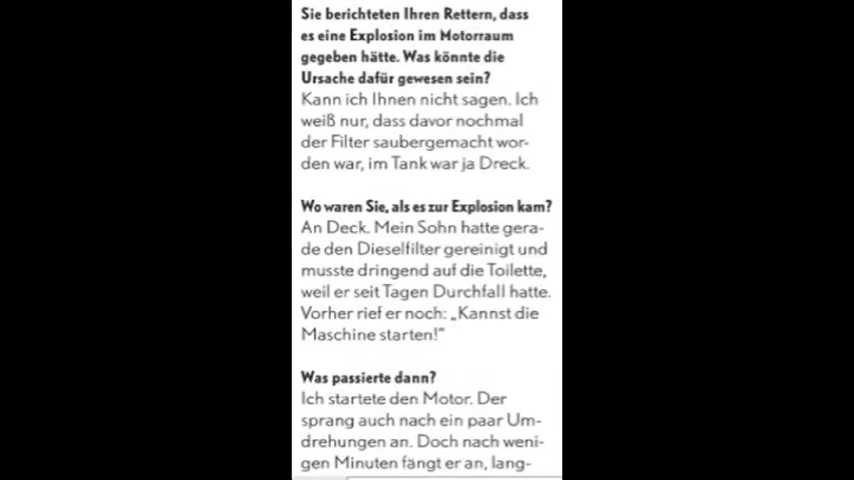 Sie berichteten Ihren Rettern, dass
es eine Explosion im Motorraum
gegeben hätte. Was könnte die
Ursache dafür gewesen sein?
Kann ich Ihnen nicht sagen. Ich
weiß nur, dass davor nochmal
der Filter saubergemacht wor-
den war, im Tank war ja Dreck.
Wo waren Sie, als es zur Explosion kam?
An Deck. Mein Sohn hatte gera-
de den Dieselfilter gereinigt und
musste dringend auf die Toilette,
weil er seit Tagen Durchfall hatte.
Vorher rief er noch: „Kannst die
Maschine starten!“
Was passierte dann?
Ich startete den Motor. Der
sprang auch nach ein paar Um-
drehungen an. Doch nach weni-
gen Minuten fängt er an, lang-